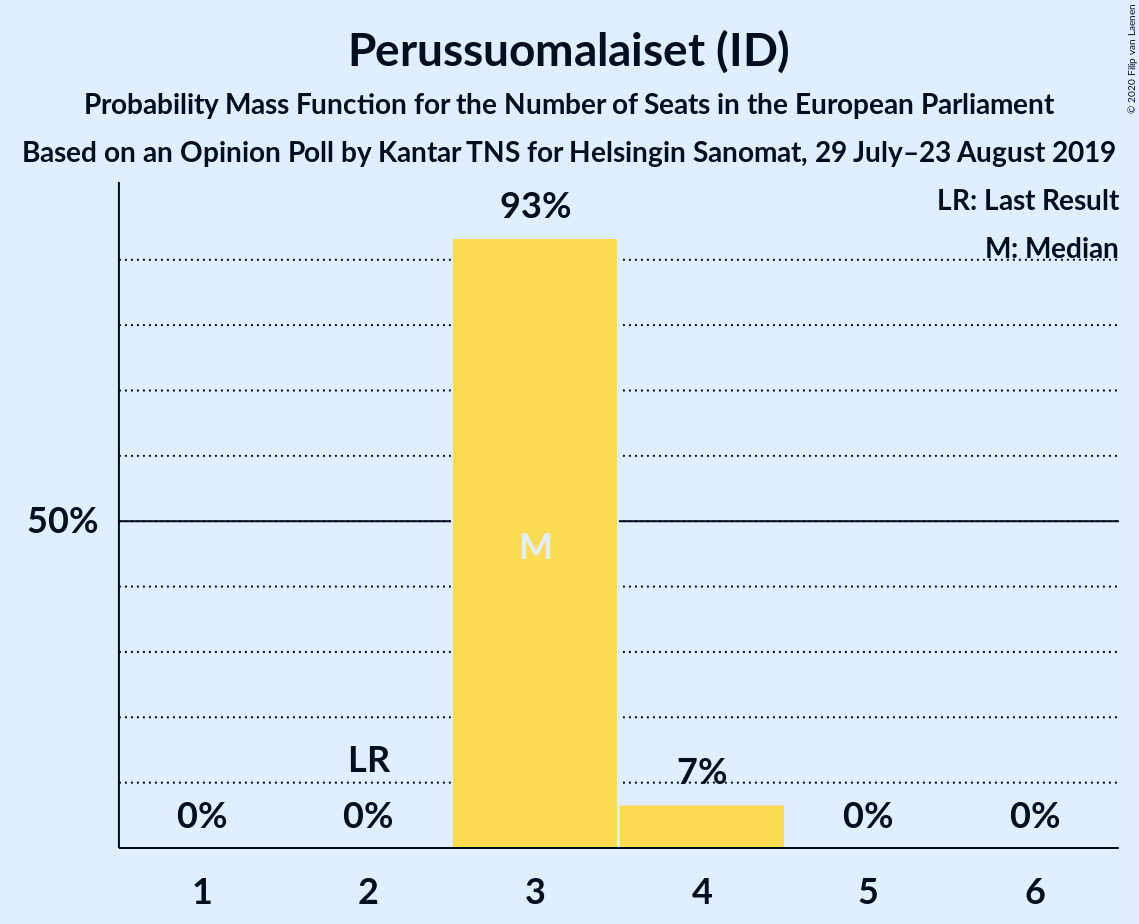 Perussuomalaiset (ID)
Probability Mass Function for the Number of Seats in the European Parliament
Based on an Opinion Poll by Kantar TNS for Helsingin Sanomat, 29 July–23 August 2019
© 2020 Filip van Laenen
LR: Last Result
M: Median
93%
50%
M
LR
7%
0% 0% 0% 0%
1 2 3 4 5 6